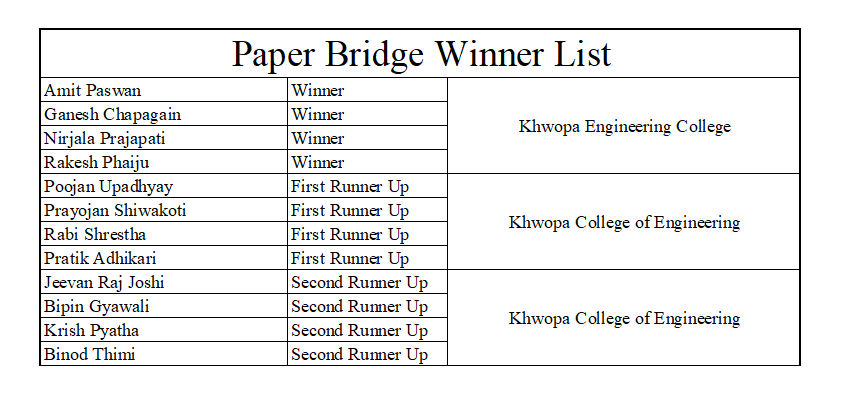 Paper Bridge Winner List
Amit Paswan Winner
Ganesh Chapagain Winner
Khwopa Engineering College
Nirjala Prajapati Winner
Rakesh Phaiju Winner
Poojan Upadhyay First Runner Up
Prayojan Shiwakoti First Runner Up
Khwopa College of Engineering
Rabi Shrestha First Runner Up
Pratik Adhikari First Runner Up
Jeevan Raj Joshi Second Runner Up
Bipin Gyawali Second Runner Up
Khwopa College of Engineering
Krish Pyatha Second Runner Up
Binod Thimi Second Runner Up